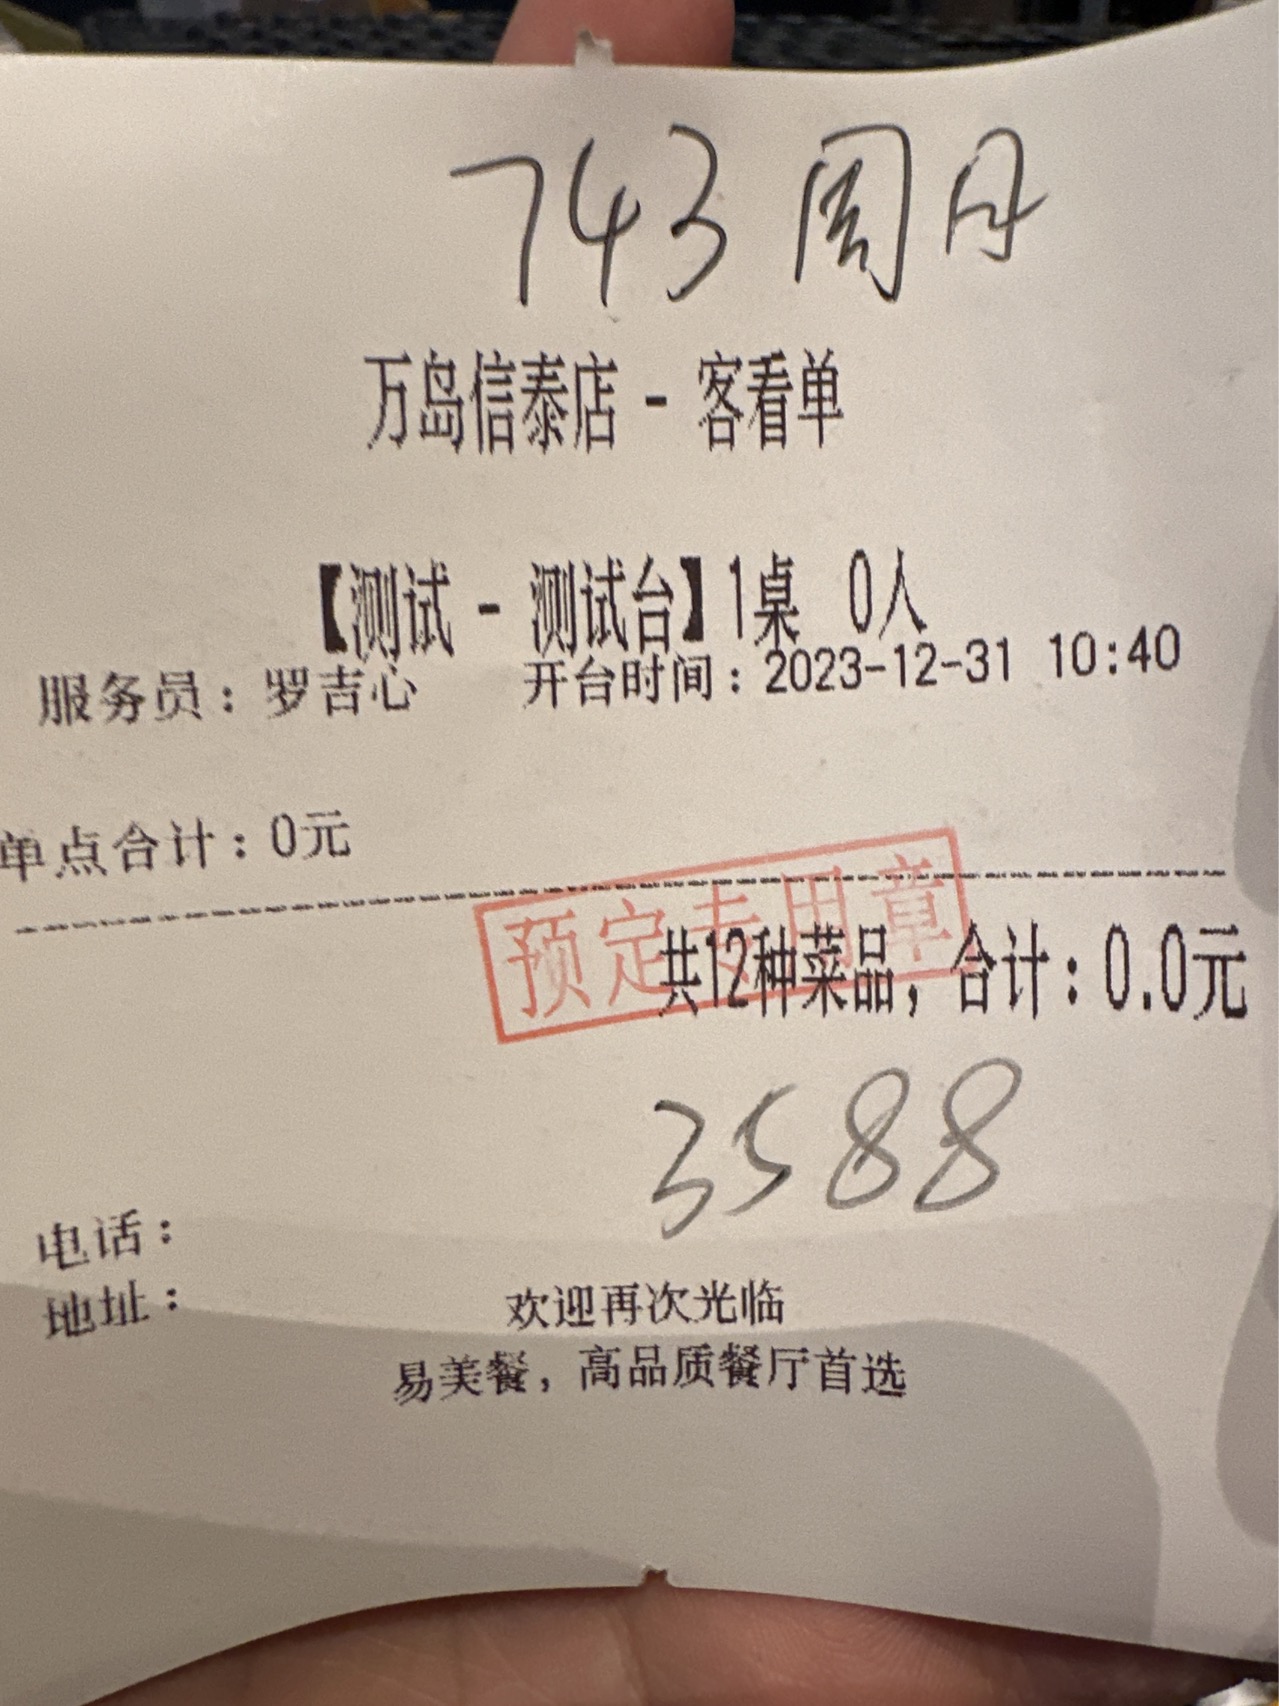 743 周丹
万岛信泰店 - 客看单
【测试 - 测试台】1桌 0人
服务员：罗吉心 开台时间：2023-12-31 10:40
单点合计：0元
预定专用章
共12种菜品，合计：0.0元
3588
电话：
地址：
欢迎再次光临
易美餐，高品质餐厅首选